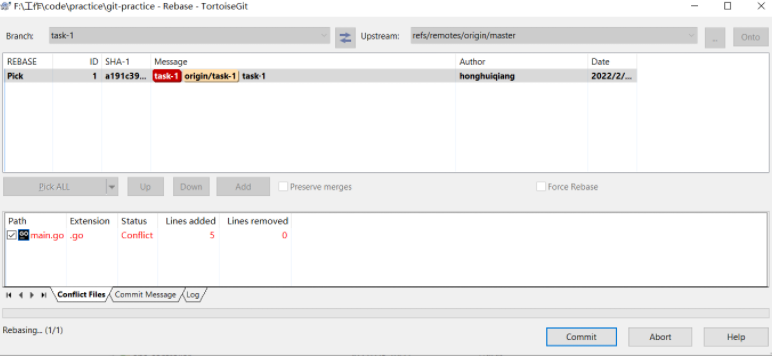 F:\工作\code\practice\git-practice - Rebase - TortoiseGit
Branch: task-1 Upstream: refs/remotes/origin/master ... Onto
REBASE ID SHA-1 Message Author Date
Pick 1 a191c39... task-1 origin/task-1 task-1 honghuiqiang 2022/2/...
Pick ALL Up Down Add Preserve merges Force Rebase
Path Extension Status Lines added Lines removed
GO main.go .go Conflict 5 0
Conflict Files Commit Message Log
Rebasing... (1/1)
Commit Abort Help